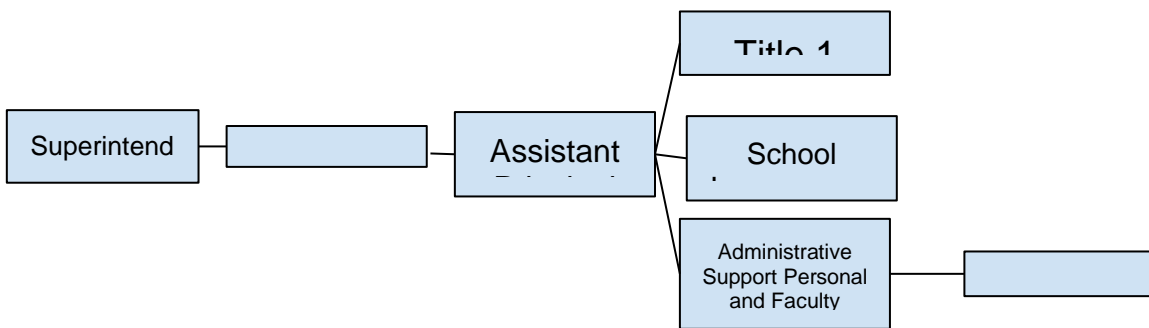 Title 1
Superintend
Assistant
School
Administrative
Support Personal
and Faculty